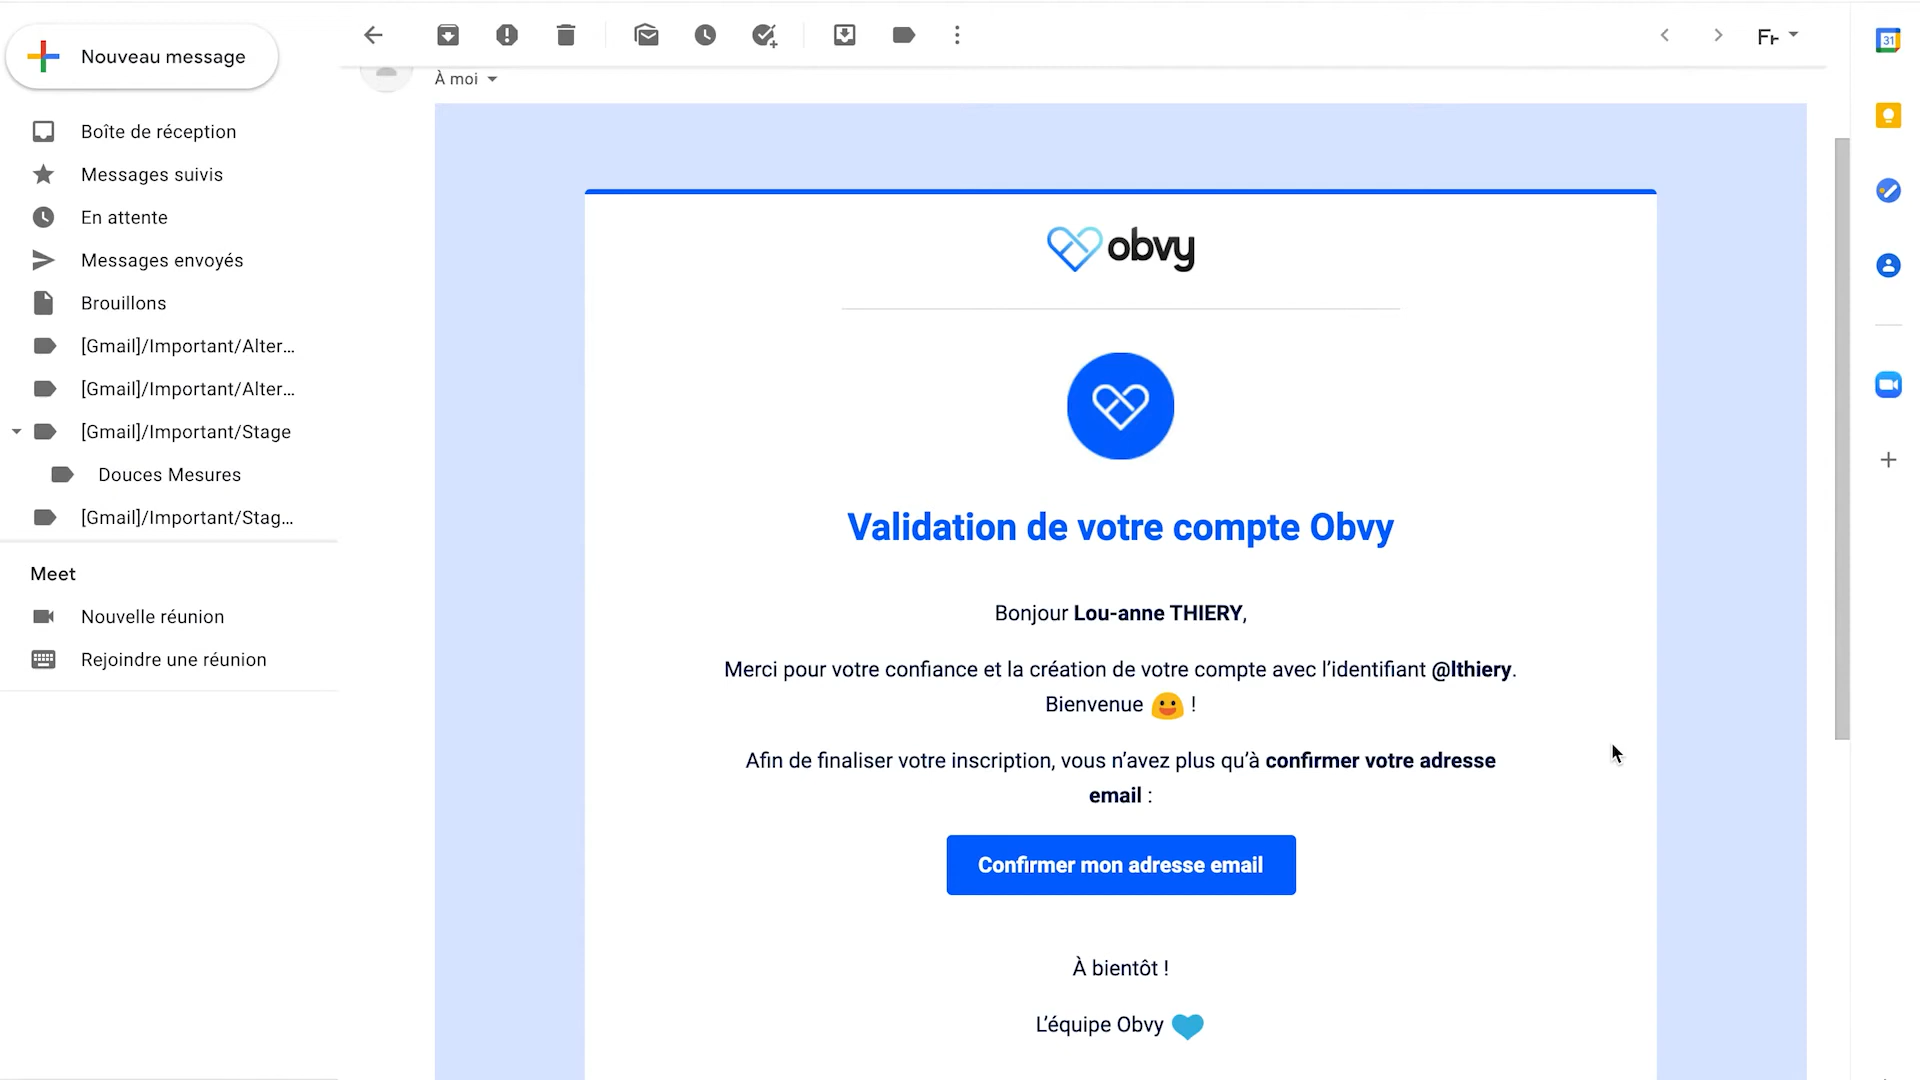 Nouveau message
Boîte de réception
Messages suivis
En attente
Messages envoyés
Brouillons
[Gmail]/Important/Alter...
[Gmail]/Important/Alter...
[Gmail]/Important/Stage
Douces Mesures
[Gmail]/Important/Stag...
Meet
Nouvelle réunion
Rejoindre une réunion
Fr
À moi
obvy
Validation de votre compte Obvy
Bonjour Lou-anne THIERY,
Merci pour votre confiance et la création de votre compte avec l’identifiant @lthiery.
Bienvenue 😀 !
Afin de finaliser votre inscription, vous n’avez plus qu’à confirmer votre adresse
email :
Confirmer mon adresse email
À bientôt !
L’équipe Obvy 💙
31